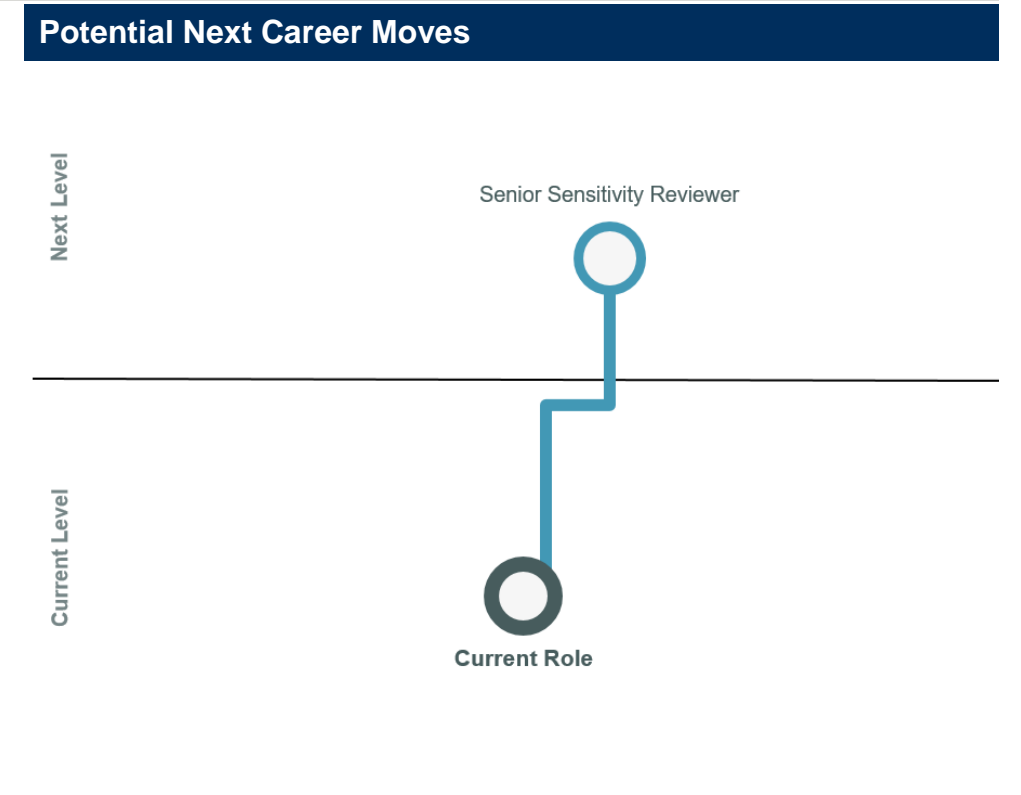 Potential Next Career Moves
Next Level
Senior Sensitivity Reviewer
Current Level
Current Role